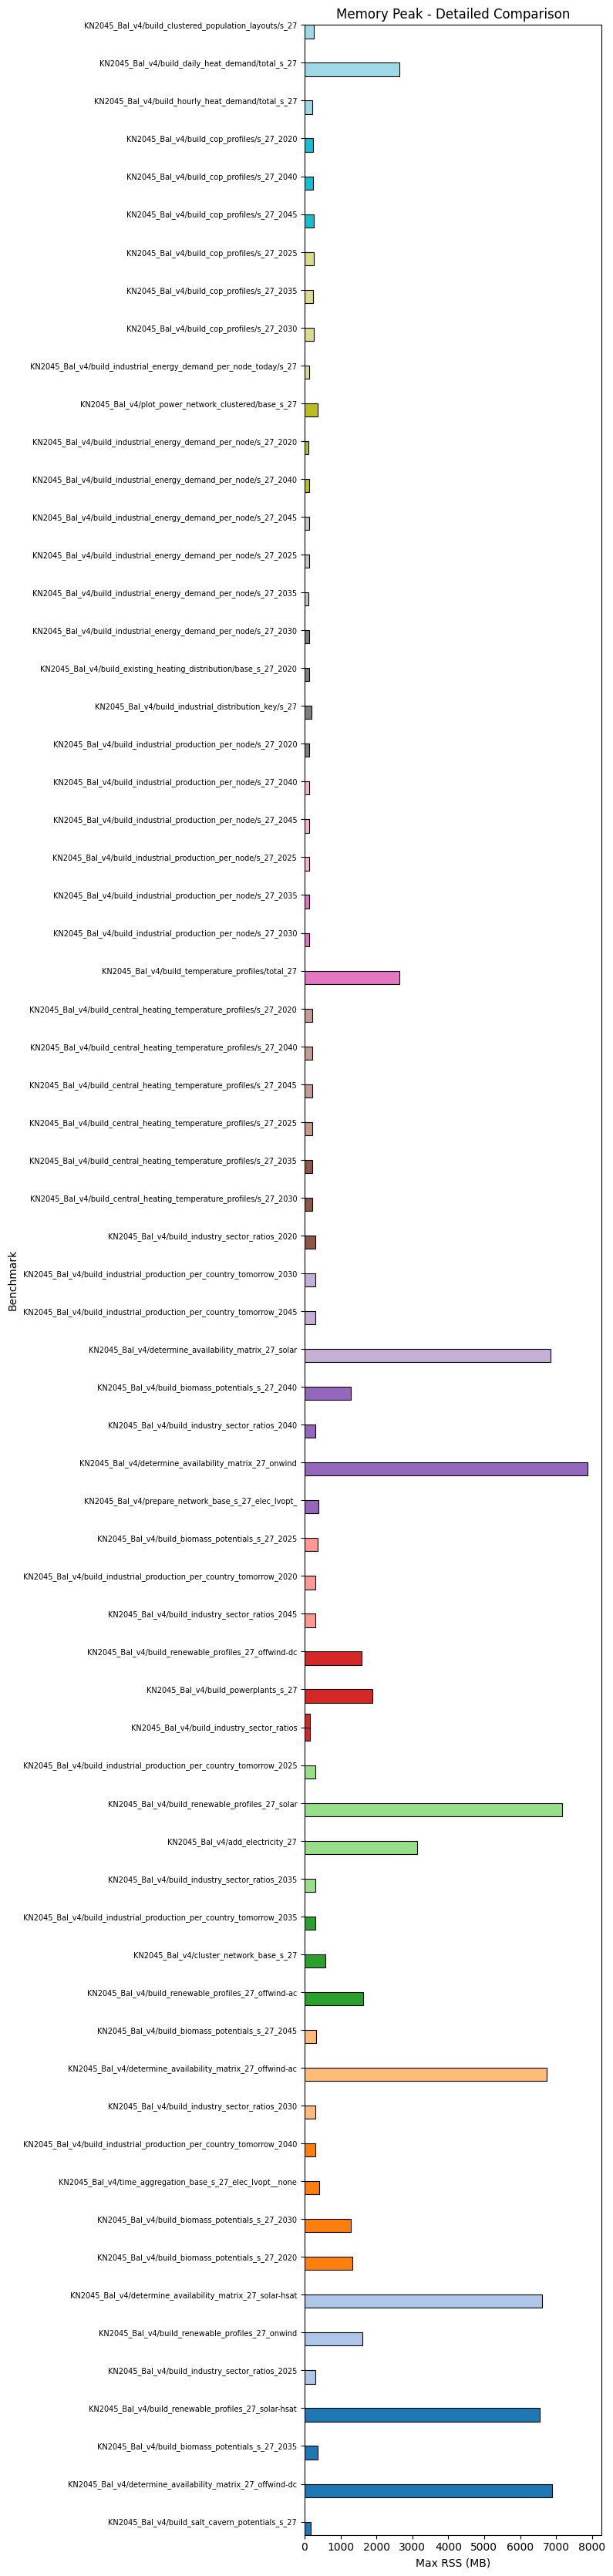 Memory Peak - Detailed Comparison
KN2045_Bal_v4/build_clustered_population_layouts/s_27
KN2045_Bal_v4/build_daily_heat_demand/total_s_27
KN2045_Bal_v4/build_hourly_heat_demand/total_s_27
KN2045_Bal_v4/build_cop_profiles/s_27_2020
KN2045_Bal_v4/build_cop_profiles/s_27_2040
KN2045_Bal_v4/build_cop_profiles/s_27_2045
KN2045_Bal_v4/build_cop_profiles/s_27_2025
KN2045_Bal_v4/build_cop_profiles/s_27_2035
KN2045_Bal_v4/build_cop_profiles/s_27_2030
KN2045_Bal_v4/build_industrial_energy_demand_per_node_today/s_27
KN2045_Bal_v4/plot_power_network_clustered/base_s_27
KN2045_Bal_v4/build_industrial_energy_demand_per_node/s_27_2020
KN2045_Bal_v4/build_industrial_energy_demand_per_node/s_27_2040
KN2045_Bal_v4/build_industrial_energy_demand_per_node/s_27_2045
KN2045_Bal_v4/build_industrial_energy_demand_per_node/s_27_2025
KN2045_Bal_v4/build_industrial_energy_demand_per_node/s_27_2035
KN2045_Bal_v4/build_industrial_energy_demand_per_node/s_27_2030
KN2045_Bal_v4/build_existing_heating_distribution/base_s_27_2020
KN2045_Bal_v4/build_industrial_distribution_key/s_27
KN2045_Bal_v4/build_industrial_production_per_node/s_27_2020
KN2045_Bal_v4/build_industrial_production_per_node/s_27_2040
KN2045_Bal_v4/build_industrial_production_per_node/s_27_2045
KN2045_Bal_v4/build_industrial_production_per_node/s_27_2025
KN2045_Bal_v4/build_industrial_production_per_node/s_27_2035
KN2045_Bal_v4/build_industrial_production_per_node/s_27_2030
KN2045_Bal_v4/build_temperature_profiles/total_27
KN2045_Bal_v4/build_central_heating_temperature_profiles/s_27_2020
KN2045_Bal_v4/build_central_heating_temperature_profiles/s_27_2040
KN2045_Bal_v4/build_central_heating_temperature_profiles/s_27_2045
KN2045_Bal_v4/build_central_heating_temperature_profiles/s_27_2025
KN2045_Bal_v4/build_central_heating_temperature_profiles/s_27_2035
KN2045_Bal_v4/build_central_heating_temperature_profiles/s_27_2030
KN2045_Bal_v4/build_industry_sector_ratios_2020
KN2045_Bal_v4/build_industrial_production_per_country_tomorrow_2030
KN2045_Bal_v4/build_industrial_production_per_country_tomorrow_2045
KN2045_Bal_v4/determine_availability_matrix_27_solar
KN2045_Bal_v4/build_biomass_potentials_s_27_2040
KN2045_Bal_v4/build_industry_sector_ratios_2040
KN2045_Bal_v4/determine_availability_matrix_27_onwind
KN2045_Bal_v4/prepare_network_base_s_27_elec_lvopt_
KN2045_Bal_v4/build_biomass_potentials_s_27_2025
KN2045_Bal_v4/build_industrial_production_per_country_tomorrow_2020
KN2045_Bal_v4/build_industry_sector_ratios_2045
KN2045_Bal_v4/build_renewable_profiles_27_offwind-dc
KN2045_Bal_v4/build_powerplants_s_27
KN2045_Bal_v4/build_industry_sector_ratios
KN2045_Bal_v4/build_industrial_production_per_country_tomorrow_2025
KN2045_Bal_v4/build_renewable_profiles_27_solar
KN2045_Bal_v4/add_electricity_27
KN2045_Bal_v4/build_industry_sector_ratios_2035
KN2045_Bal_v4/build_industrial_production_per_country_tomorrow_2035
KN2045_Bal_v4/cluster_network_base_s_27
KN2045_Bal_v4/build_renewable_profiles_27_offwind-ac
KN2045_Bal_v4/build_biomass_potentials_s_27_2045
KN2045_Bal_v4/determine_availability_matrix_27_offwind-ac
KN2045_Bal_v4/build_industry_sector_ratios_2030
KN2045_Bal_v4/build_industrial_production_per_country_tomorrow_2040
KN2045_Bal_v4/time_aggregation_base_s_27_elec_lvopt__none
KN2045_Bal_v4/build_biomass_potentials_s_27_2030
KN2045_Bal_v4/build_biomass_potentials_s_27_2020
KN2045_Bal_v4/determine_availability_matrix_27_solar-hsat
KN2045_Bal_v4/build_renewable_profiles_27_onwind
KN2045_Bal_v4/build_industry_sector_ratios_2025
KN2045_Bal_v4/build_renewable_profiles_27_solar-hsat
KN2045_Bal_v4/build_biomass_potentials_s_27_2035
KN2045_Bal_v4/determine_availability_matrix_27_offwind-dc
KN2045_Bal_v4/build_salt_cavern_potentials_s_27
Benchmark
0 1000 2000 3000 4000 5000 6000 7000 8000
Max RSS (MB)